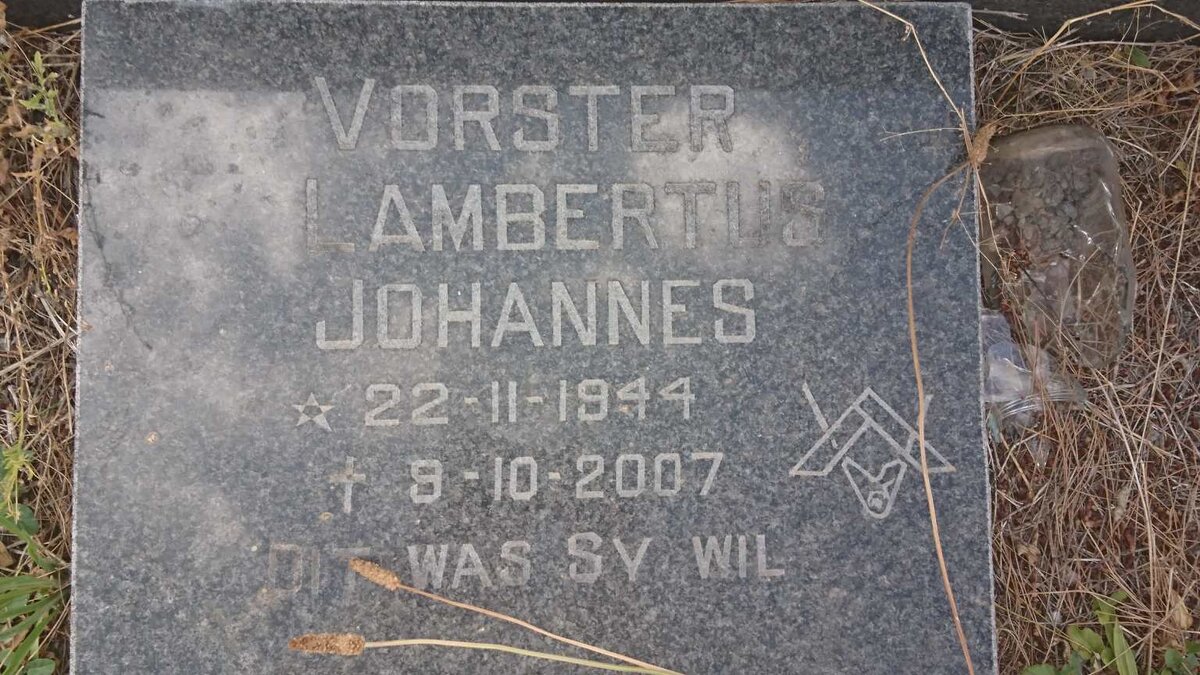 VORSTER
LAMBERTUS
JOHANNES
22-11-1944
9-10-2007
DIT WAS SY WIL